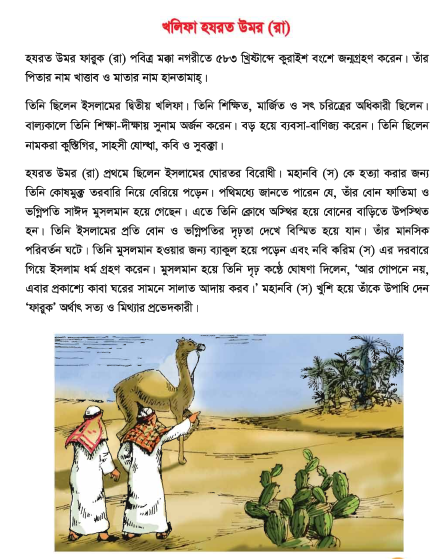 খলিফা হযরত উমর (রা)
হযরত উমর ফারুক (রা) পবিত্র মক্কা নগরীতে ৫৮৩ খ্রিষ্টাব্দে কুরাইশ বংশে জন্মগ্রহণ করেন। তাঁর
পিতার নাম খাত্তাব ও মাতার নাম হানতামাহ্।
তিনি ছিলেন ইসলামের দ্বিতীয় খলিফা। তিনি শিক্ষিত, মার্জিত ও সৎ চরিত্রের অধিকারী ছিলেন।
বাল্যকালে তিনি শিক্ষা-দীক্ষায় সুনাম অর্জন করেন। বড় হয়ে ব্যবসা-বাণিজ্য করেন। তিনি ছিলেন
নামকরা কুস্তিগির, সাহসী যোদ্ধা, কবি ও সুবক্তা।
হযরত উমর (রা) প্রথমে ছিলেন ইসলামের ঘোরতর বিরোধী। মহানবি (স) কে হত্যা করার জন্য
তিনি কোষমুক্ত তরবারি নিয়ে বেরিয়ে পড়েন। পথিমধ্যে জানতে পারেন যে, তাঁর বোন ফাতিমা ও
ভগ্নিপতি সাঈদ মুসলমান হয়ে গেছেন। এতে তিনি ক্রোধে অস্থির হয়ে বোনের বাড়িতে উপস্থিত
হন। তিনি ইসলামের প্রতি বোন ও ভগ্নিপতির দৃঢ়তা দেখে বিস্মিত হয়ে যান। তাঁর মানসিক
পরিবর্তন ঘটে। তিনি মুসলমান হওয়ার জন্য ব্যাকুল হয়ে পড়েন এবং নবি করিম (স) এর দরবারে
গিয়ে ইসলাম ধর্ম গ্রহণ করেন। মুসলমান হয়ে তিনি দৃঢ় কণ্ঠে ঘোষণা দিলেন, ‘আর গোপনে নয়,
এবার প্রকাশ্যে কাবা ঘরের সামনে সালাত আদায় করব।’ মহানবি (স) খুশি হয়ে তাঁকে উপাধি দেন
‘ফারুক’ অর্থাৎ সত্য ও মিথ্যার প্রভেদকারী।